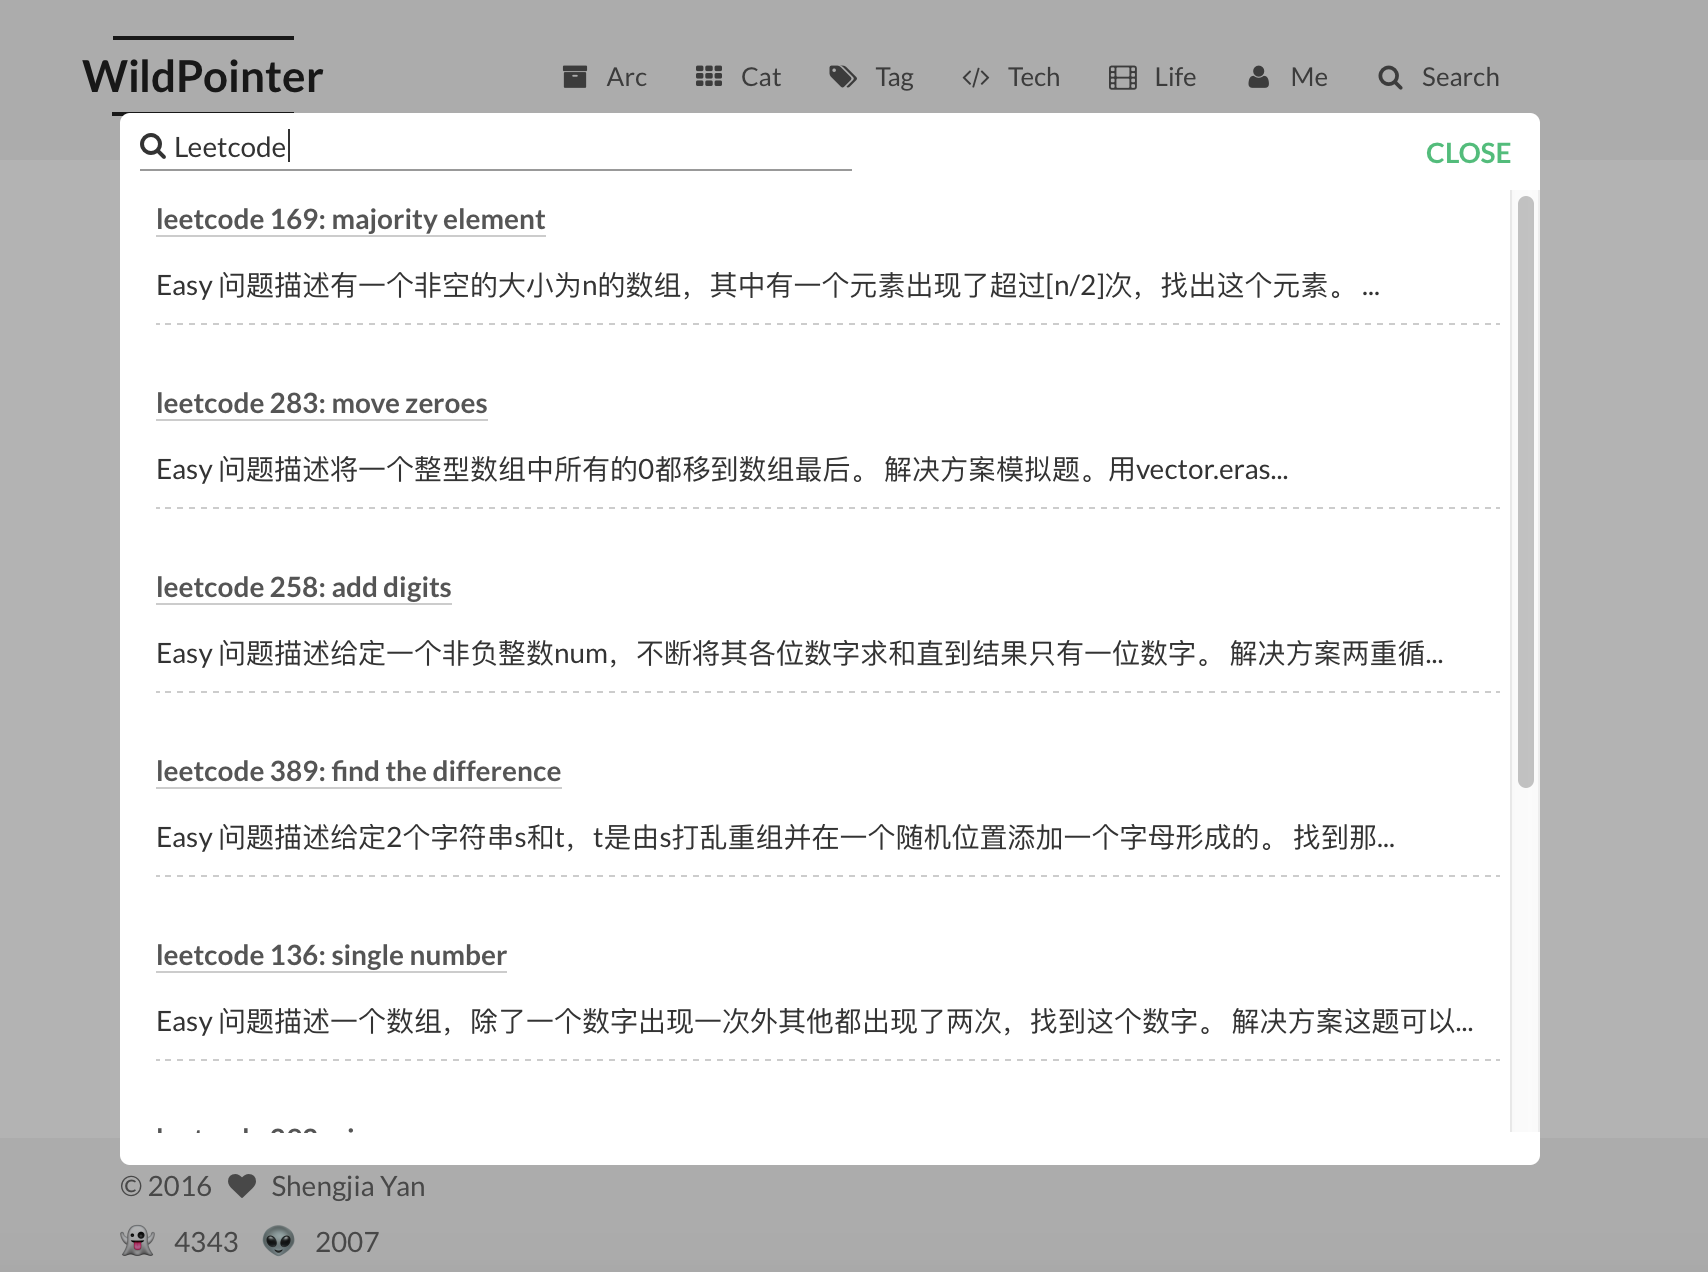 WildPointer
Arc Cat Tag Tech Life Me Search
Leetcode
CLOSE
leetcode 169: majority element
Easy 问题描述有一个非空的大小为n的数组，其中有一个元素出现了超过[n/2]次，找出这个元素。 ...
leetcode 283: move zeroes
Easy 问题描述将一个整型数组中所有的0都移到数组最后。 解决方案模拟题。用vector.eras...
leetcode 258: add digits
Easy 问题描述给定一个非负整数num，不断将其各位数字求和直到结果只有一位数字。 解决方案两重循...
leetcode 389: find the difference
Easy 问题描述给定2个字符串s和t，t是由s打乱重组并在一个随机位置添加一个字母形成的。 找到那...
leetcode 136: single number
Easy 问题描述一个数组，除了一个数字出现一次外其他都出现了两次，找到这个数字。 解决方案这题可以...
© 2016 Shengjia Yan
4343 2007